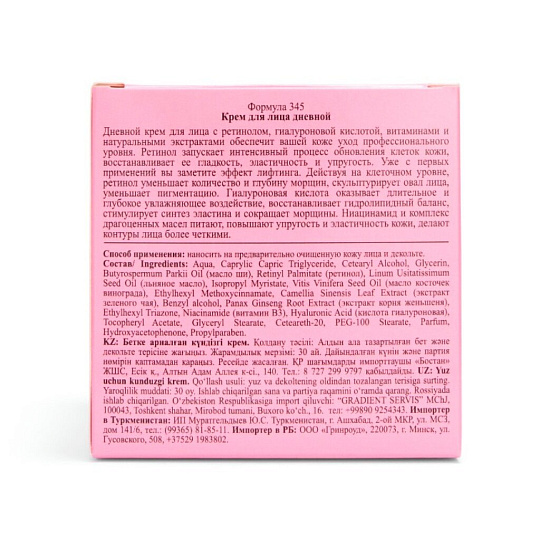 Формула 345
Крем для лица дневной
Дневной крем для лица с ретинолом, гиалуроновой кислотой, витаминами и
натуральными экстрактами обеспечит вашей коже уход профессионального
уровня. Ретинол запускает интенсивный процесс обновления клеток кожи,
восстанавливает ее гладкость, эластичность и упругость. Уже с первых
применений вы заметите эффект лифтинга. Действуя на клеточном уровне,
ретинол уменьшает количество и глубину морщин, скульптурирует овал лица,
уменьшает пигментацию. Гиалуроновая кислота оказывает длительное и
глубокое увлажняющее воздействие, восстанавливает гидролипидный баланс,
стимулирует синтез эластина и сокращает морщины. Ниацинамид и комплекс
драгоценных масел питают, повышают упругость и эластичность кожи, делают
контуры лица более четкими.
Способ применения: наносить на предварительно очищенную кожу лица и декольте.
Состав/ Ingredients: Aqua, Caprylic Capric Triglyceride, Cetearyl Alcohol, Glycerin,
Butyrospermum Parkii Oil (масло ши), Retinyl Palmitate (ретинол), Linum Usitatissimum
Seed Oil (льняное масло), Isopropyl Myristate, Vitis Vinifera Seed Oil (масло косточек
винограда), Ethylhexyl Methoxycinnamate, Camellia Sinensis Leaf Extract (экстракт
зеленого чая), Benzyl alcohol, Panax Ginseng Root Extract (экстракт корня женьшеня),
Ethylhexyl Triazone, Niacinamide (витамин B3), Hyaluronic Acid (кислота гиалуроновая),
Tocopheryl Acetate, Glyceryl Stearate, Ceteareth-20, PEG-100 Stearate, Parfum,
Hydroxyacetophenone, Propylparaben.
KZ: Бетке арналған күндізгі крем. Қолдану тәсілі: Алдын ала тазартылған бет және
декольте терісіне жағыңыз. Жарамдылық мерзімі: 30 ай. Дайындалған күнін және партия
нөмірін қаптамадан қараңыз. Ресейде жасалған. ҚР шағымдарды импорттаушы «Бостан»
ЖШС, Есік қ., Алтын Адам Аллея к-сі., 140. Тел.: 8 727 299 9797 қабылдайды. UZ: Yuz
uchun kunduzgi krem. Qo‘llash usuli: yuz va dekoltening oldindan tozalangan terisiga surting.
Yaroqlilik muddati: 30 oy. Ishlab chiqarilgan sana va partiya raqamini o‘ramda qarang. Rossiyada
ishlab chiqarilgan. O‘zbekiston Respublikasiga import qiluvchi: "GRADIENT SERVIS" MChJ,
100043, Toshkent shahar, Mirobod tumani, Buxoro ko‘ch., 16. tel: +99890 9254343. Импортер
в Туркменистан: ИП Муратгельдыев Ю.С. Туркменистан, г. Ашхабад, 2-ой МКР, ул. МСЗ,
дом 141/6, тел.: (99365) 81-85-11. Импортер в РБ: ООО «Гринроуд», 220073, г. Минск, ул.
Гусовского, 508, +37529 1983802.